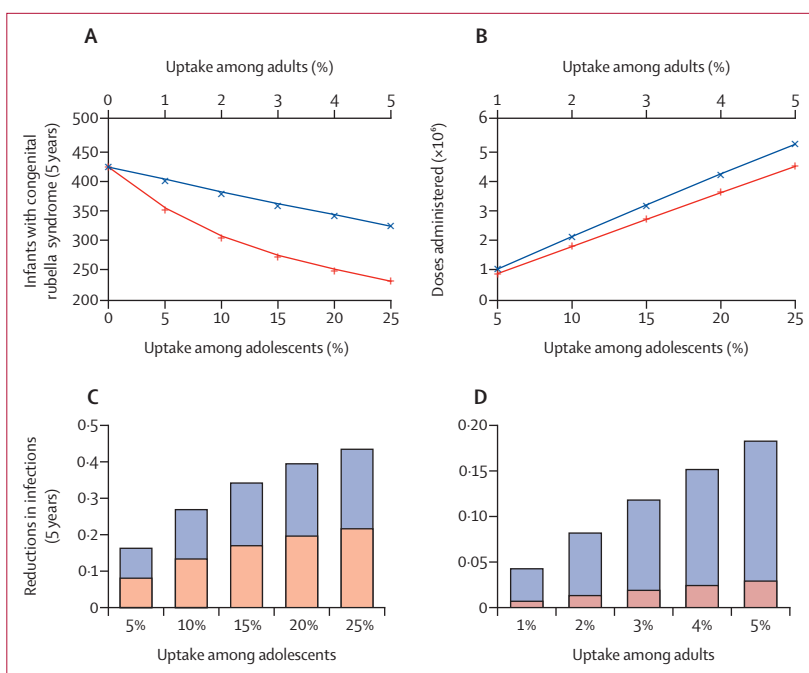 A
B
Uptake among adults (%)
Uptake among adults (%)
0 1 2 3 4 5
1 2 3 4 5
500
450
400
350
300
250
200
Infants with congenital
rubella syndrome (5 years)
6
5
4
3
2
1
0
Doses administered (×10⁶)
0 5 10 15 20 25
5 10 15 20 25
Uptake among adolescents (%)
Uptake among adolescents (%)
C
D
0·5
0·4
0·3
0·2
0·1
0
Reductions in infections
(5 years)
0·20
0·15
0·10
0·05
0
5% 10% 15% 20% 25%
1% 2% 3% 4% 5%
Uptake among adolescents
Uptake among adults